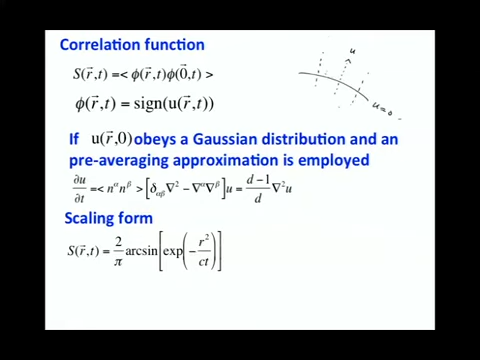 Correlation function
S(r⃗,t) =< ϕ(r⃗,t)ϕ(0⃗,t) >
ϕ(r⃗,t) = sign(u(r⃗,t))
u
u=0
If u(r⃗,0) obeys a Gaussian distribution and an
pre-averaging approximation is employed
∂u/∂t =< n^α n^β > [δ_αβ ∇² − ∇^α ∇^β] u = (d−1)/d ∇²u
Scaling form
S(r⃗,t) = 2/π arcsin[exp(−r²/ct)]